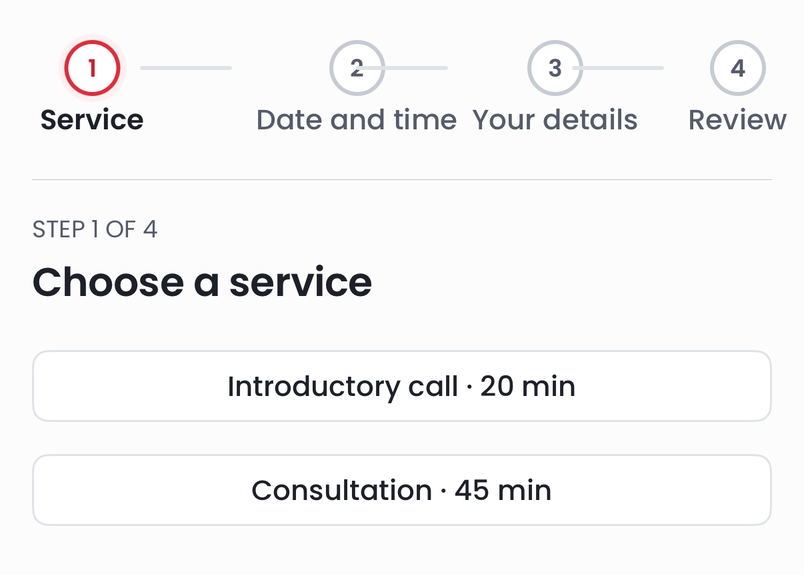 1 2 3 4
Service Date and time Your details Review
STEP 1 OF 4
Choose a service
Introductory call · 20 min
Consultation · 45 min